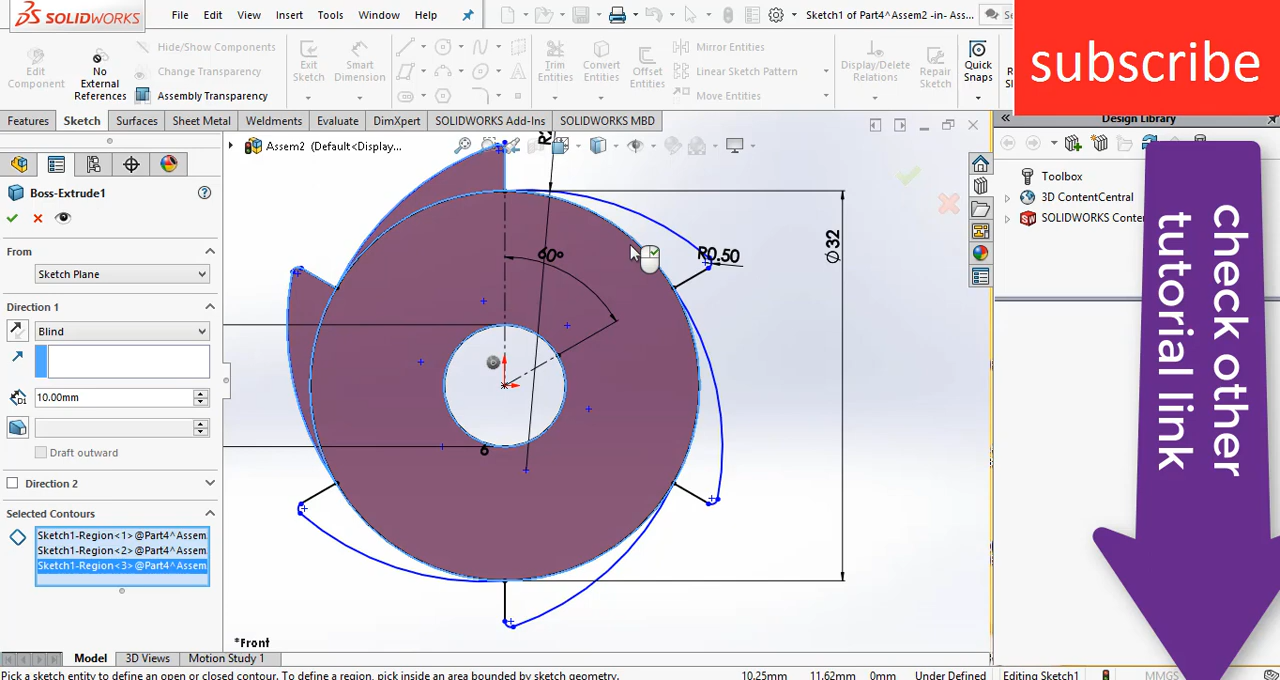 SOLIDWORKS
File Edit View Insert Tools Window Help
Sketch1 of Part4^Assem2 -in- Ass...
subscribe
Edit Component
No External References
Hide/Show Components
Change Transparency
Assembly Transparency
Exit Sketch
Smart Dimension
Trim Entities
Convert Entities
Offset Entities
Mirror Entities
Linear Sketch Pattern
Move Entities
Display/Delete Relations
Repair Sketch
Quick Snaps
Features Sketch Surfaces Sheet Metal Weldments Evaluate DimXpert SOLIDWORKS Add-Ins SOLIDWORKS MBD
Design Library
Assem2 (Default<Display...
Toolbox
3D ContentCentral
SOLIDWORKS Conter
check other
tutorial link
Boss-Extrude1
From
Sketch Plane
Direction 1
Blind
10.00mm
Draft outward
Direction 2
Selected Contours
Sketch1-Region<1> @Part4^Assem
Sketch1-Region<2> @Part4^Assem
Sketch1-Region<3> @Part4^Assem
60°
R0.50
Ø32
6
*Front
Model 3D Views Motion Study 1
Pick a sketch entity to define an open or closed contour. To define a region, pick inside an area bounded by sketch geometry.
10.25mm 11.62mm 0mm Under Defined Editing Sketch1 MMGS